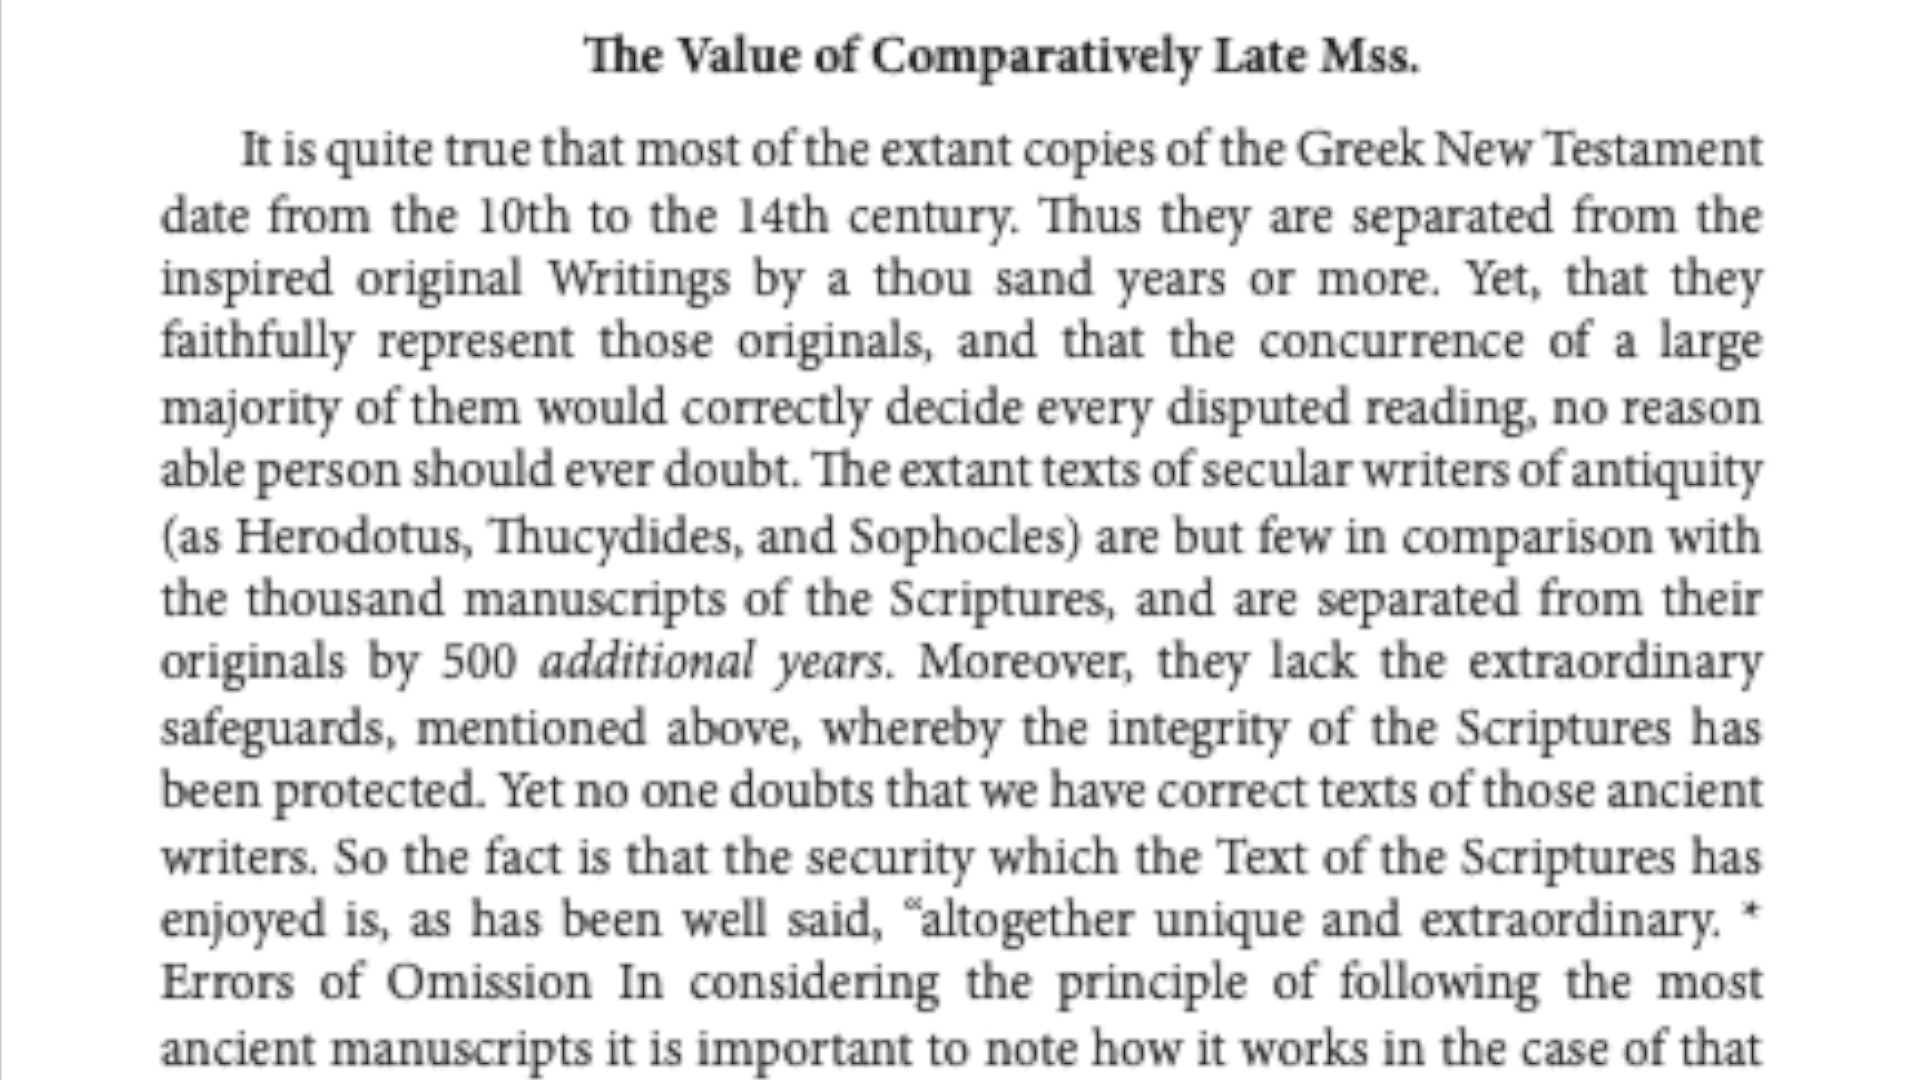 The Value of Comparatively Late Mss.
It is quite true that most of the extant copies of the Greek New Testament
date from the 10th to the 14th century. Thus they are separated from the
inspired original Writings by a thou sand years or more. Yet, that they
faithfully represent those originals, and that the concurrence of a large
majority of them would correctly decide every disputed reading, no reason
able person should ever doubt. The extant texts of secular writers of antiquity
(as Herodotus, Thucydides, and Sophocles) are but few in comparison with
the thousand manuscripts of the Scriptures, and are separated from their
originals by 500 additional years. Moreover, they lack the extraordinary
safeguards, mentioned above, whereby the integrity of the Scriptures has
been protected. Yet no one doubts that we have correct texts of those ancient
writers. So the fact is that the security which the Text of the Scriptures has
enjoyed is, as has been well said, “altogether unique and extraordinary. *
Errors of Omission In considering the principle of following the most
ancient manuscripts it is important to note how it works in the case of that